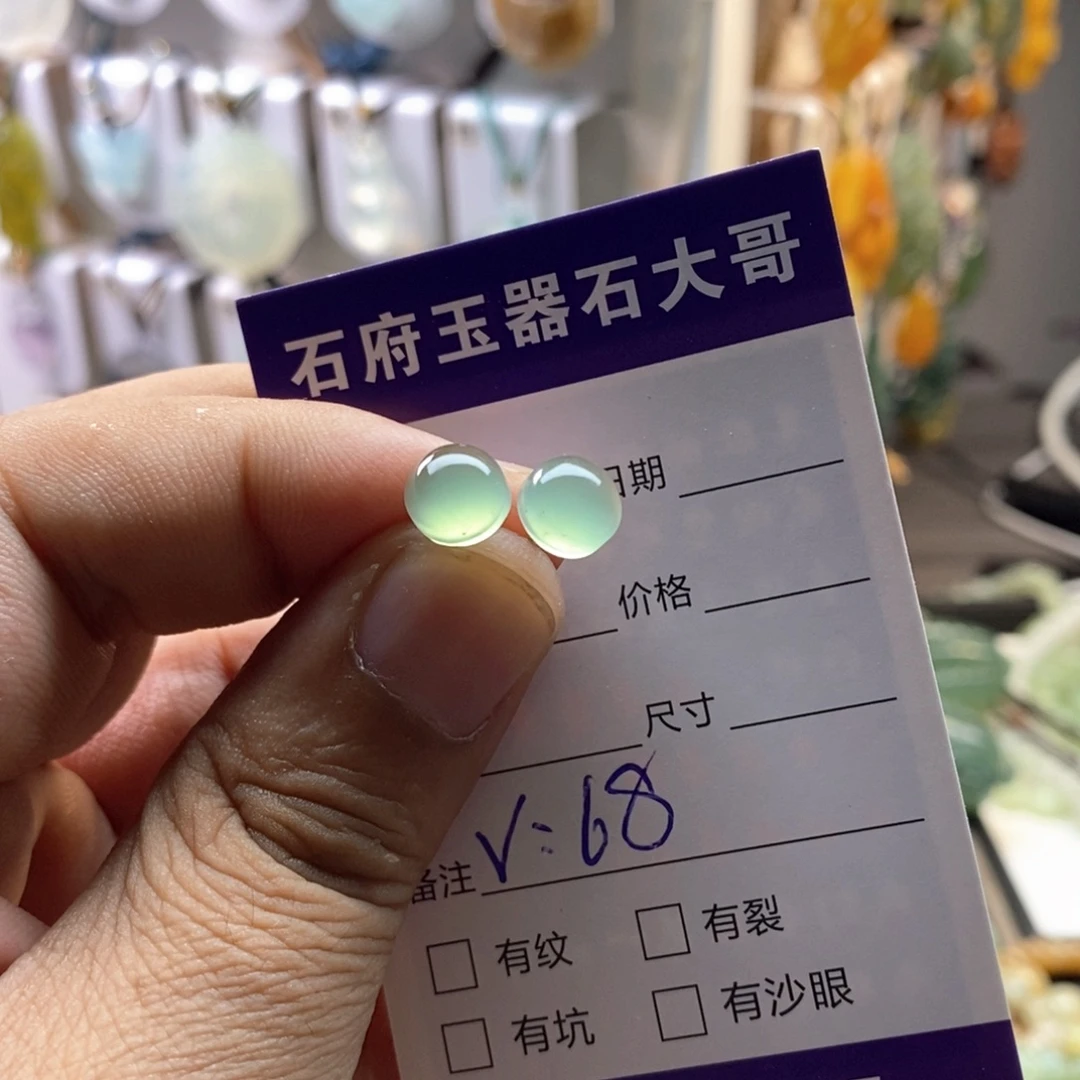 石府玉器石大哥
日期
价格
尺寸
备注 V:68
有纹 有裂
有坑 有沙眼